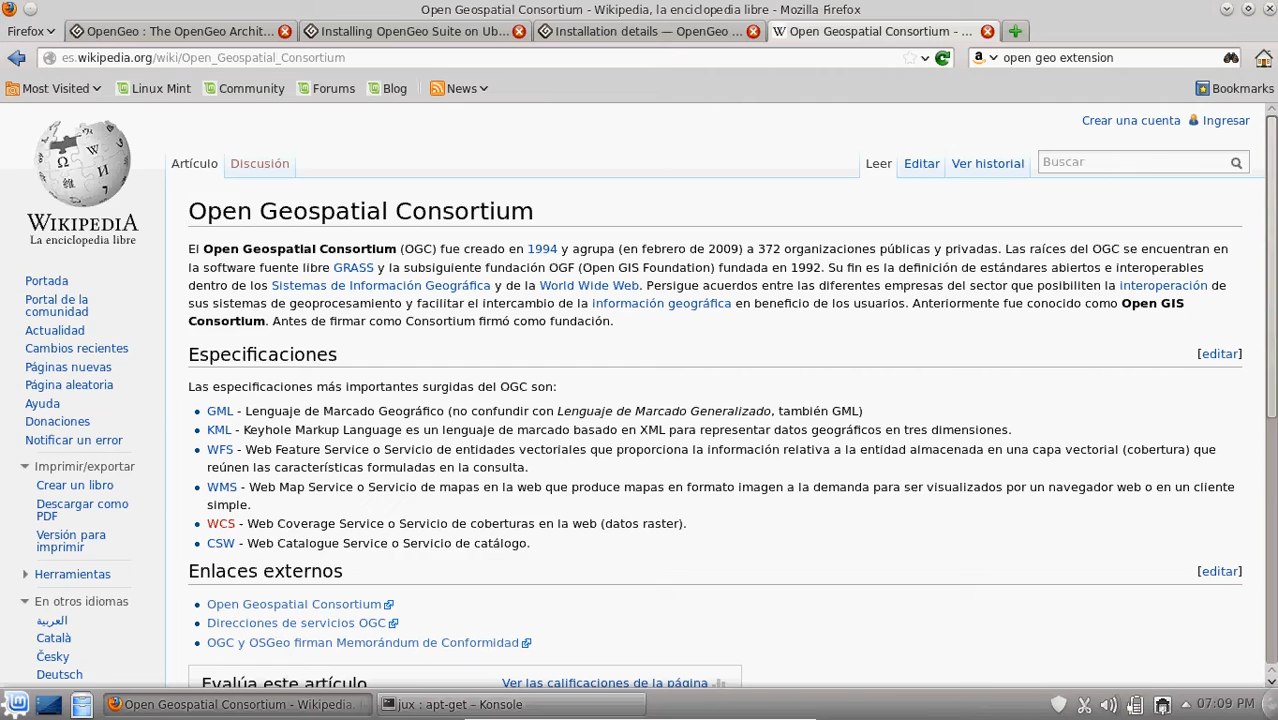 Open Geospatial Consortium - Wikipedia, la enciclopedia libre - Mozilla Firefox
Firefox
OpenGeo : The OpenGeo Archit...
Installing OpenGeo Suite on Ub...
Installation details — OpenGeo ...
W Open Geospatial Consortium - ...
es.wikipedia.org/wiki/Open_Geospatial_Consortium
open geo extension
Most Visited
Linux Mint
Community
Forums
Blog
News
Bookmarks
Crear una cuenta
Ingresar
Artículo
Discusión
Leer
Editar
Ver historial
Buscar
WIKIPEDIA
La enciclopedia libre
Portada
Portal de la
comunidad
Actualidad
Cambios recientes
Páginas nuevas
Página aleatoria
Ayuda
Donaciones
Notificar un error
Imprimir/exportar
Crear un libro
Descargar como
PDF
Versión para
imprimir
Herramientas
En otros idiomas
العربية
Català
Česky
Deutsch
Open Geospatial Consortium
El Open Geospatial Consortium (OGC) fue creado en 1994 y agrupa (en febrero de 2009) a 372 organizaciones públicas y privadas. Las raíces del OGC se encuentran en
la software fuente libre GRASS y la subsiguiente fundación OGF (Open GIS Foundation) fundada en 1992. Su fin es la definición de estándares abiertos e interoperables
dentro de los Sistemas de Información Geográfica y de la World Wide Web. Persigue acuerdos entre las diferentes empresas del sector que posibiliten la interoperación de
sus sistemas de geoprocesamiento y facilitar el intercambio de la información geográfica en beneficio de los usuarios. Anteriormente fue conocido como Open GIS
Consortium. Antes de firmar como Consortium firmó como fundación.
Especificaciones
[editar]
Las especificaciones más importantes surgidas del OGC son:
GML - Lenguaje de Marcado Geográfico (no confundir con Lenguaje de Marcado Generalizado, también GML)
KML - Keyhole Markup Language es un lenguaje de marcado basado en XML para representar datos geográficos en tres dimensiones.
WFS - Web Feature Service o Servicio de entidades vectoriales que proporciona la información relativa a la entidad almacenada en una capa vectorial (cobertura) que
reúnen las características formuladas en la consulta.
WMS - Web Map Service o Servicio de mapas en la web que produce mapas en formato imagen a la demanda para ser visualizados por un navegador web o en un cliente
simple.
WCS - Web Coverage Service o Servicio de coberturas en la web (datos raster).
CSW - Web Catalogue Service o Servicio de catálogo.
Enlaces externos
[editar]
Open Geospatial Consortium
Direcciones de servicios OGC
OGC y OSGeo firman Memorándum de Conformidad
Evalúa este artículo
Ver las calificaciones de la página
Open Geospatial Consortium - Wikipedia,
jux : apt-get – Konsole
07:09 PM